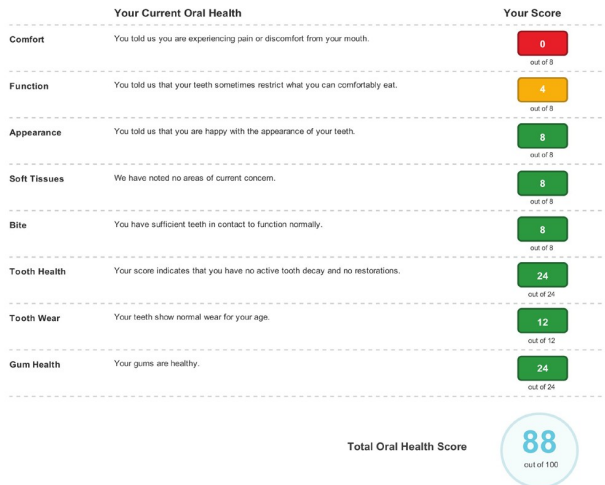 Your Current Oral Health Your Score
Comfort You told us you are experiencing pain or discomfort from your mouth. 0
out of 8
Function You told us that your teeth sometimes restrict what you can comfortably eat. 4
out of 8
Appearance You told us that you are happy with the appearance of your teeth. 8
out of 8
Soft Tissues We have noted no areas of current concern. 8
out of 8
Bite You have sufficient teeth in contact to function normally. 8
out of 8
Tooth Health Your score indicates that you have no active tooth decay and no restorations. 24
out of 24
Tooth Wear Your teeth show normal wear for your age. 12
out of 12
Gum Health Your gums are healthy. 24
out of 24
Total Oral Health Score 88
out of 100